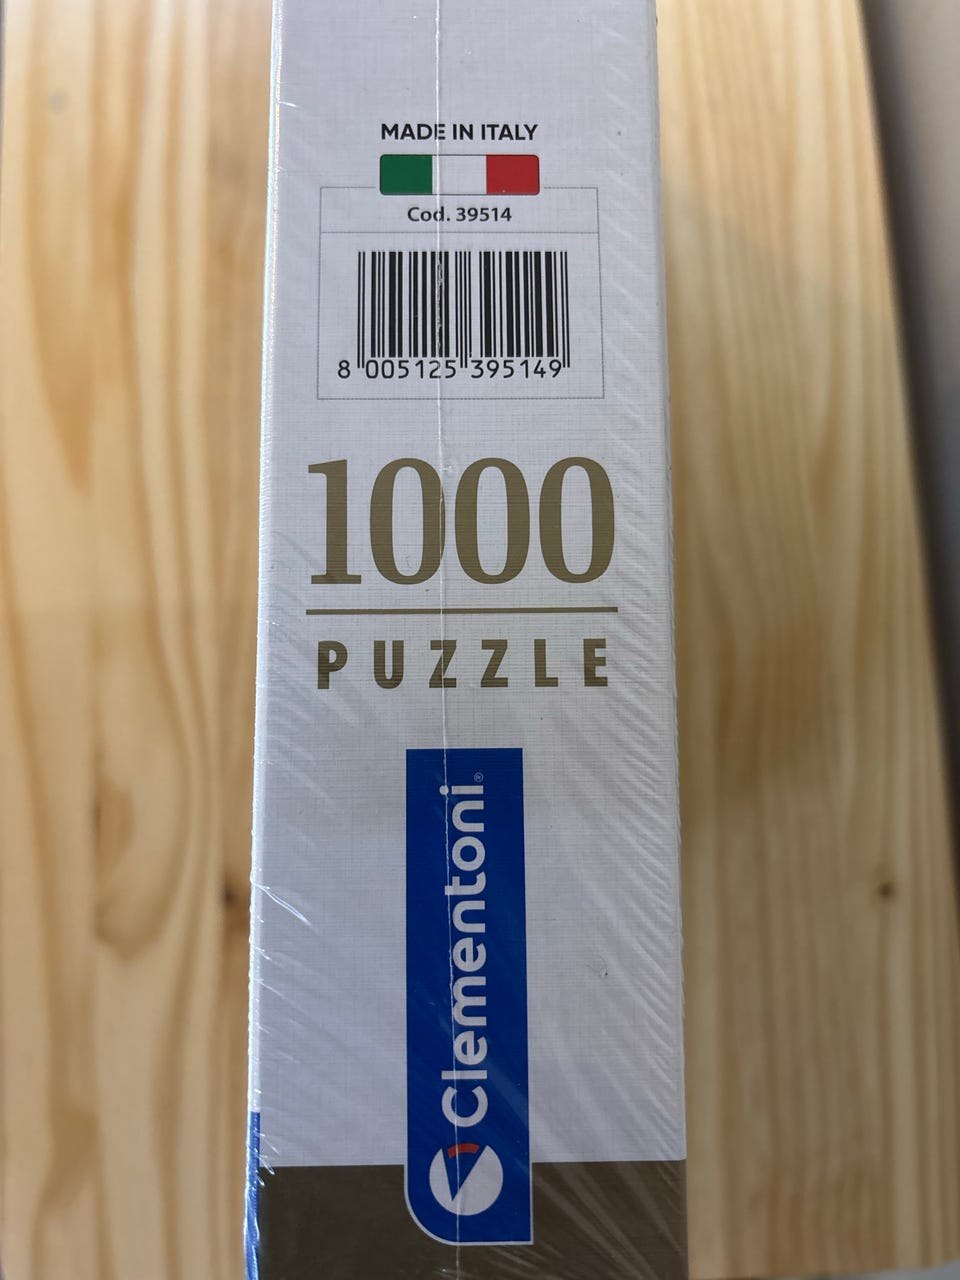 MADE IN ITALY
Cod. 39514
8 005125 395149
1000
PUZZLE
Clementoni®